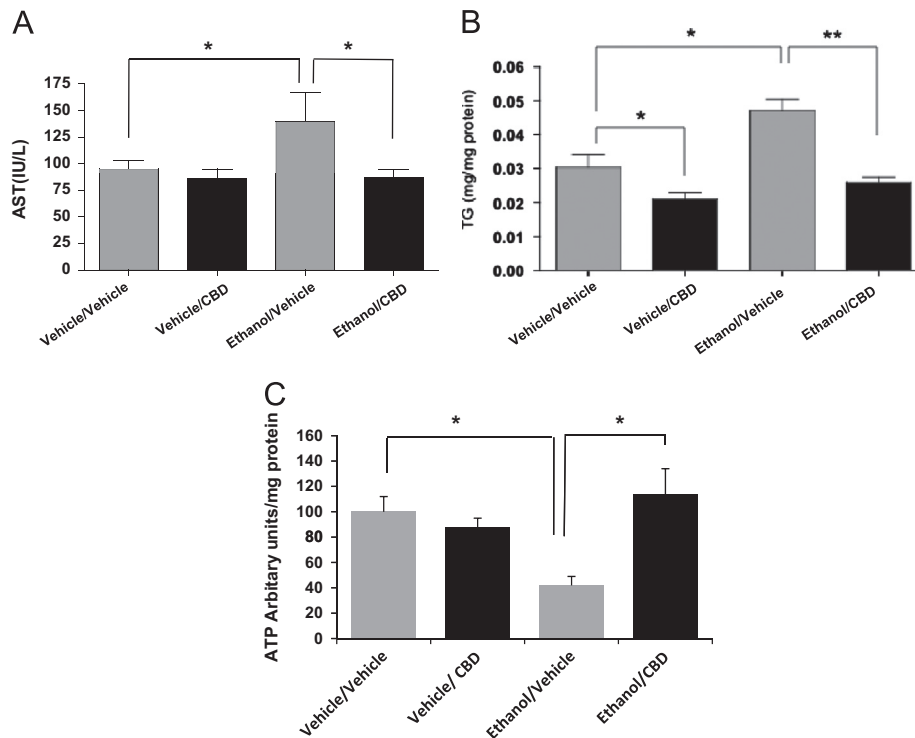 A
* *
175
150
125
100
75
50
25
0
AST(IU/L)
Vehicle/Vehicle
Vehicle/CBD
Ethanol/Vehicle
Ethanol/CBD
B
* **
*
0.06
0.05
0.04
0.03
0.02
0.01
0.00
TG (mg/mg protein)
Vehicle/Vehicle
Vehicle/CBD
Ethanol/Vehicle
Ethanol/CBD
C
* *
160
140
120
100
80
60
40
20
0
ATP Arbitary units/mg protein
Vehicle/Vehicle
Vehicle/ CBD
Ethanol/Vehicle
Ethanol/CBD